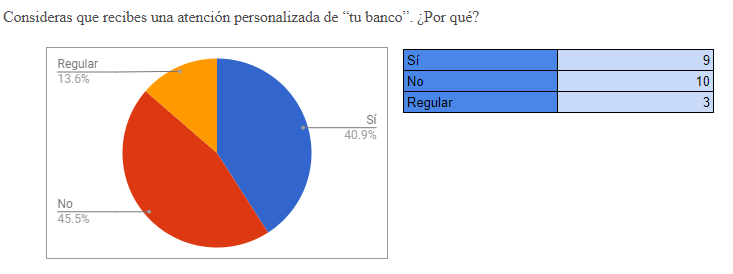 Consideras que recibes una atención personalizada de “tu banco”. ¿Por qué?
Regular
13.6%
Sí
40.9%
No
45.5%
Sí 9
No 10
Regular 3